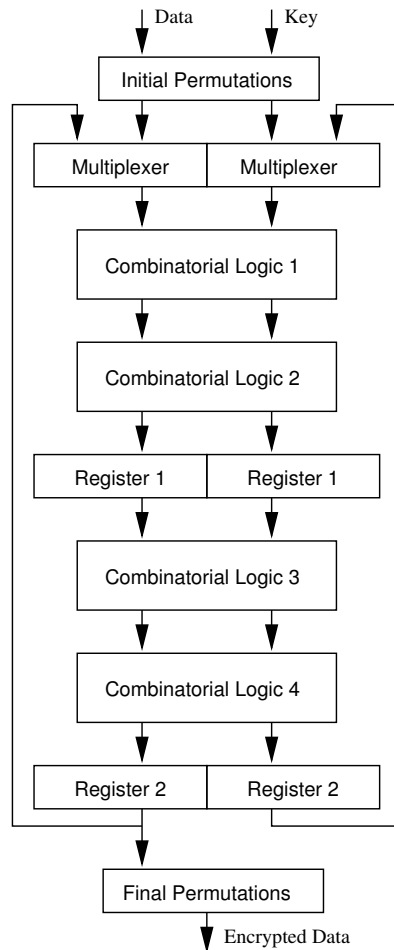 Data Key
Initial Permutations
Multiplexer Multiplexer
Combinatorial Logic 1
Combinatorial Logic 2
Register 1 Register 1
Combinatorial Logic 3
Combinatorial Logic 4
Register 2 Register 2
Final Permutations
Encrypted Data